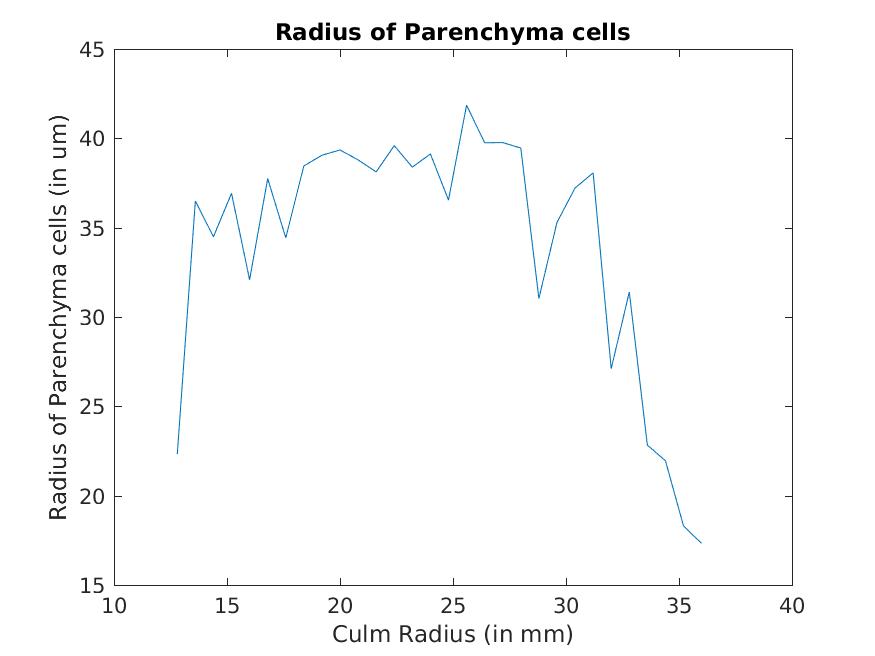 Radius of Parenchyma cells
45
40
35
30
25
20
15
Radius of Parenchyma cells (in um)
10 15 20 25 30 35 40
Culm Radius (in mm)